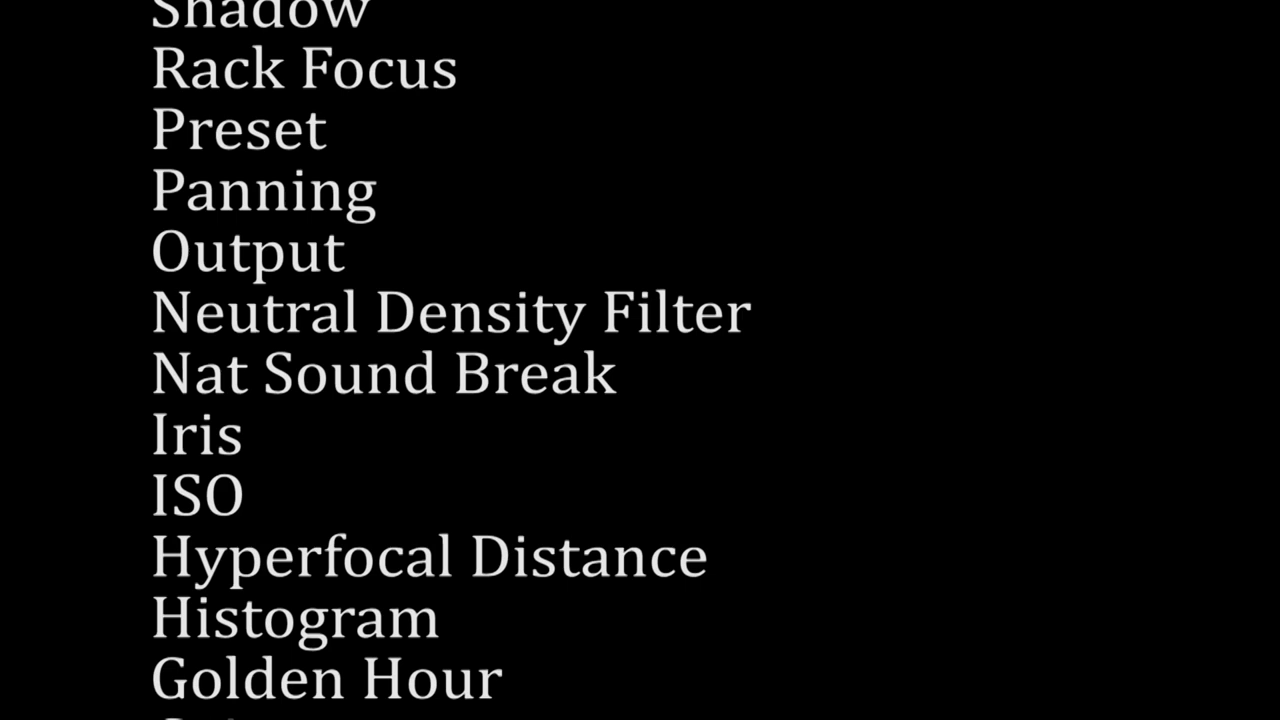 Shadow
Rack Focus
Preset
Panning
Output
Neutral Density Filter
Nat Sound Break
Iris
ISO
Hyperfocal Distance
Histogram
Golden Hour